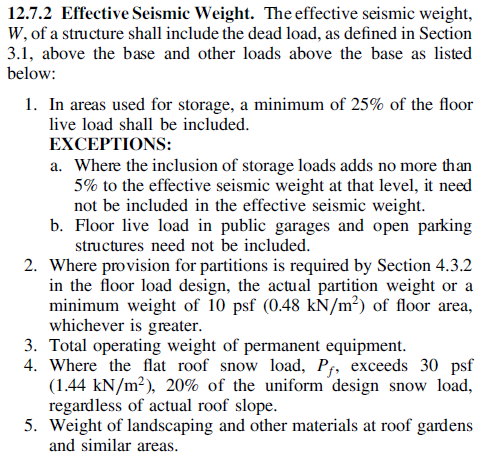 12.7.2 Effective Seismic Weight. The effective seismic weight,
W, of a structure shall include the dead load, as defined in Section
3.1, above the base and other loads above the base as listed
below:
1. In areas used for storage, a minimum of 25% of the floor
live load shall be included.
EXCEPTIONS:
a. Where the inclusion of storage loads adds no more than
5% to the effective seismic weight at that level, it need
not be included in the effective seismic weight.
b. Floor live load in public garages and open parking
structures need not be included.
2. Where provision for partitions is required by Section 4.3.2
in the floor load design, the actual partition weight or a
minimum weight of 10 psf (0.48 kN/m²) of floor area,
whichever is greater.
3. Total operating weight of permanent equipment.
4. Where the flat roof snow load, Pf, exceeds 30 psf
(1.44 kN/m²), 20% of the uniform design snow load,
regardless of actual roof slope.
5. Weight of landscaping and other materials at roof gardens
and similar areas.